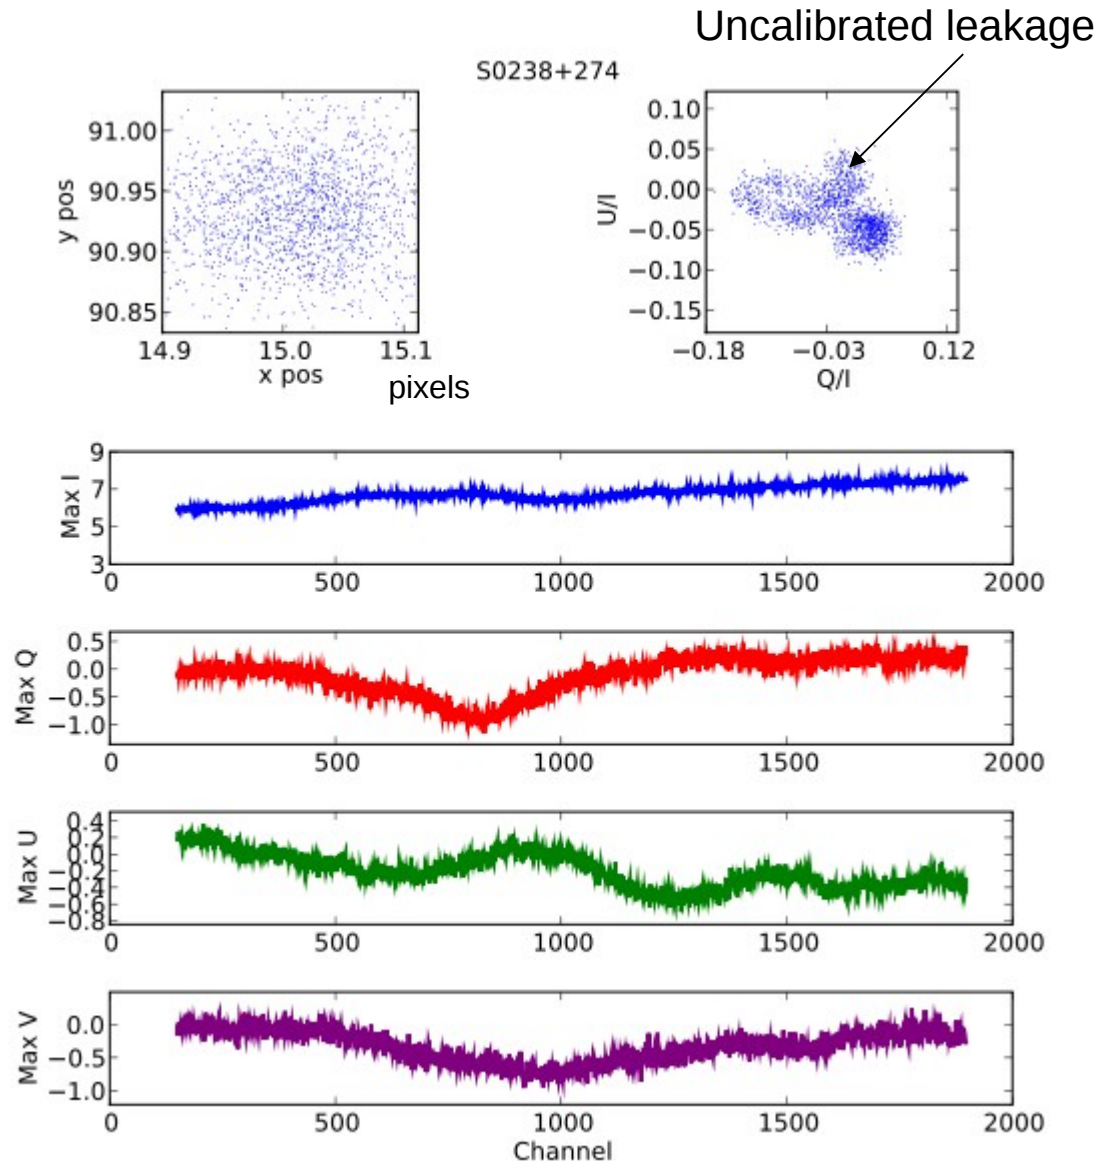 Uncalibrated leakage
S0238+274
91.00
90.95
90.90
90.85
y pos
14.9 15.0 15.1
x pos
pixels
0.10
0.05
0.00
−0.05
−0.10
−0.15
U/I
−0.18 −0.03 0.12
Q/I
9
7
5
3
Max I
0 500 1000 1500 2000
0.5
0.0
−0.5
−1.0
Max Q
0 500 1000 1500 2000
0.4
0.2
0.0
−0.2
−0.4
−0.6
−0.8
Max U
0 500 1000 1500 2000
0.0
−0.5
−1.0
Max V
0 500 1000 1500 2000
Channel